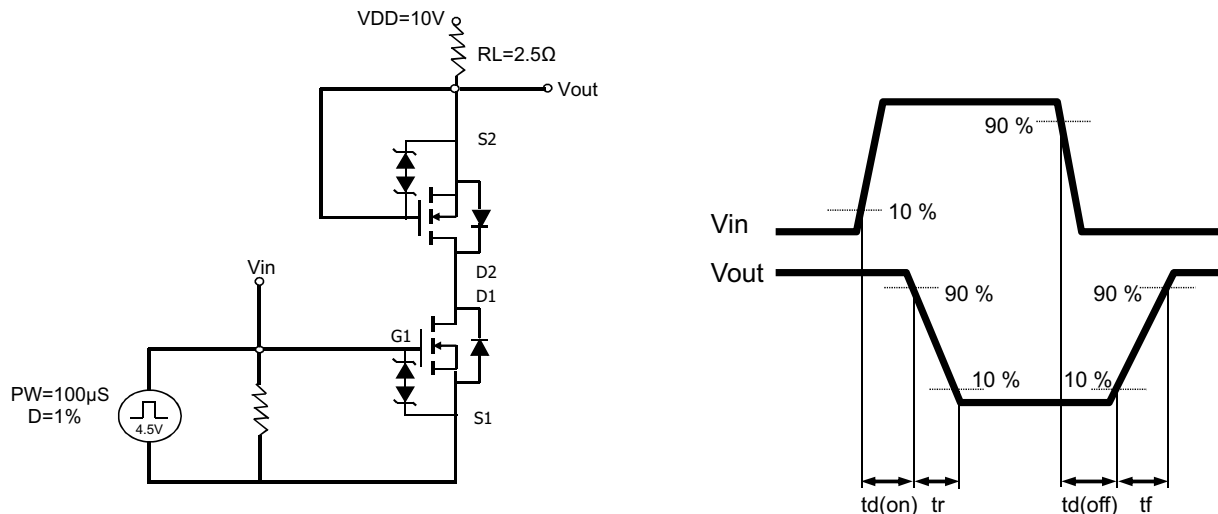 VDD=10V
RL=2.5Ω
Vout
S2
D2
D1
Vin
G1
S1
PW=100µS
D=1%
4.5V
Vin
Vout
90 %
10 %
90 %
90 %
10 %
10 %
td(on)
tr
td(off)
tf